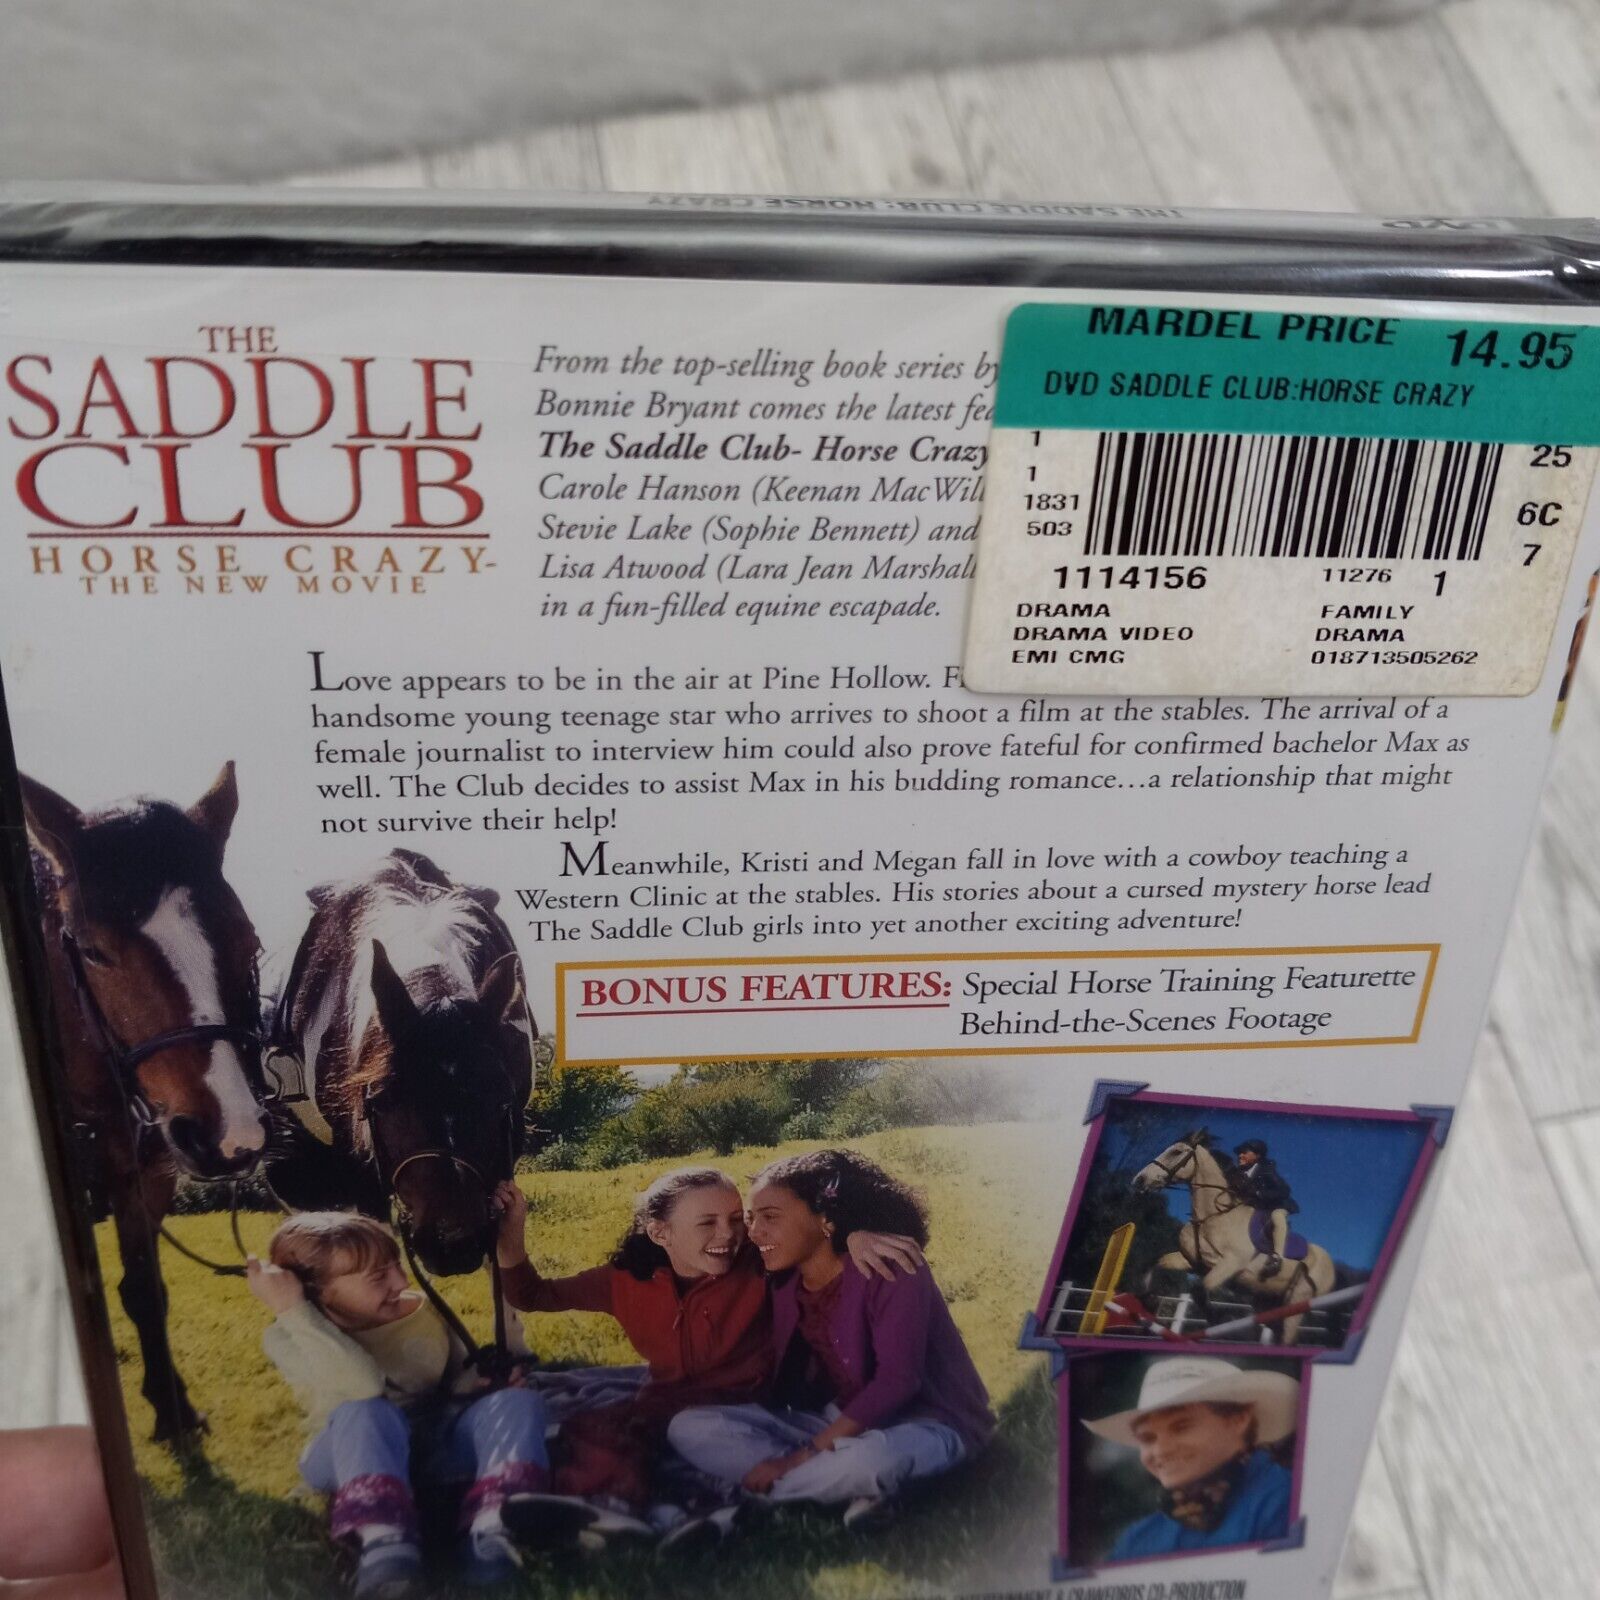 THE SADDLE CLUB: HORSE CRAZY
DVD
THE
SADDLE
CLUB
HORSE CRAZY-
THE NEW MOVIE
From the top-selling book series by
Bonnie Bryant comes the latest
The Saddle Club- Horse Crazy
Carole Hanson (Keenan
Stevie Lake (Sophie Bennett) and
Lisa Atwood (Lara Jean Marshall
in a fun-filled equine escapade.
MARDEL PRICE 14.95
DVD SADDLE CLUB:HORSE CRAZY
1
1
1831
503
25
6C
7
1114156 11276 1
DRAMA FAMILY
DRAMA VIDEO DRAMA
EMI CMG 018713505262
Love appears to be in the air at Pine Hollow.
handsome young teenage star who arrives to shoot a film at the stables. The arrival of a
female journalist to interview him could also prove fateful for confirmed bachelor Max as
well. The Club decides to assist Max in his budding romance...a relationship that might
not survive their help!
Meanwhile, Kristi and Megan fall in love with a cowboy teaching a
Western Clinic at the stables. His stories about a cursed mystery horse lead
The Saddle Club girls into yet another exciting adventure!
BONUS FEATURES: Special Horse Training Featurette
Behind-the-Scenes Footage
ENTERTAINMENT & CRAWFORDS CO-PRODUCTION